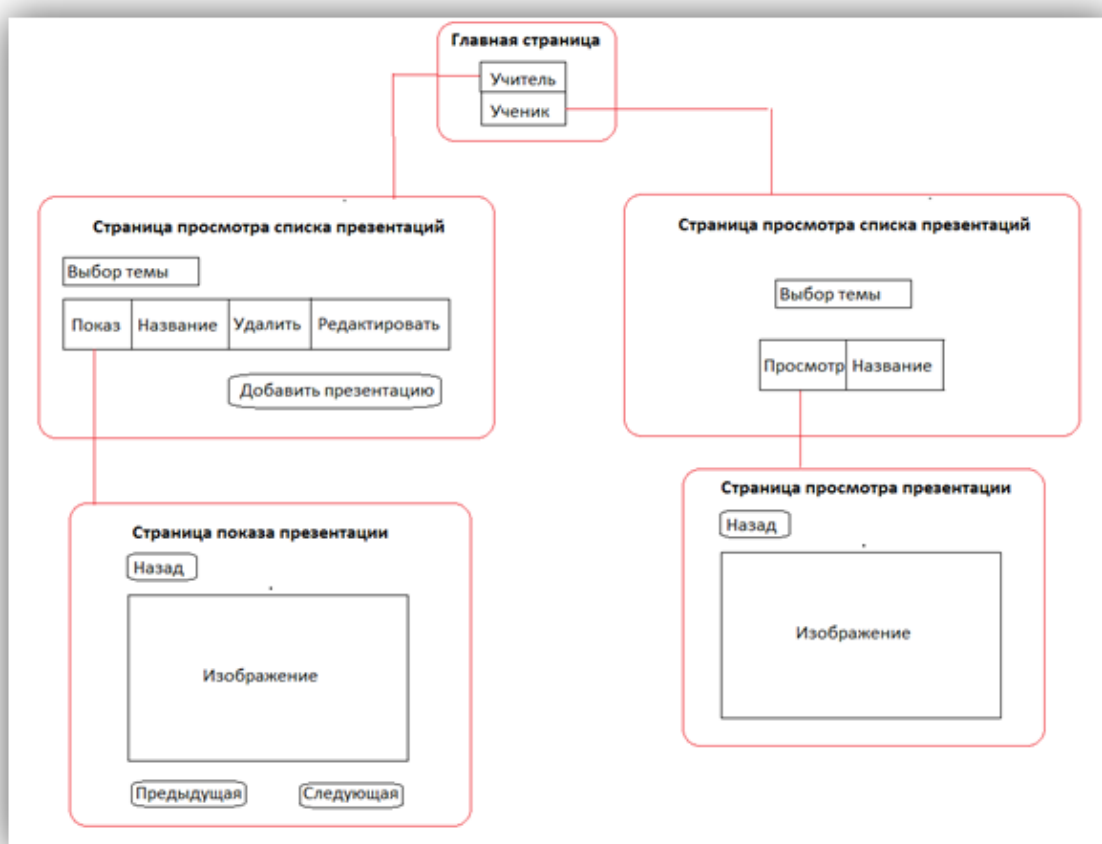 Главная страница
Учитель
Ученик
Страница просмотра списка презентаций
Выбор темы
Показ Название Удалить Редактировать
Добавить презентацию
Страница просмотра списка презентаций
Выбор темы
Просмотр Название
Страница показа презентации
Назад
Изображение
Предыдущая Следующая
Страница просмотра презентации
Назад
Изображение